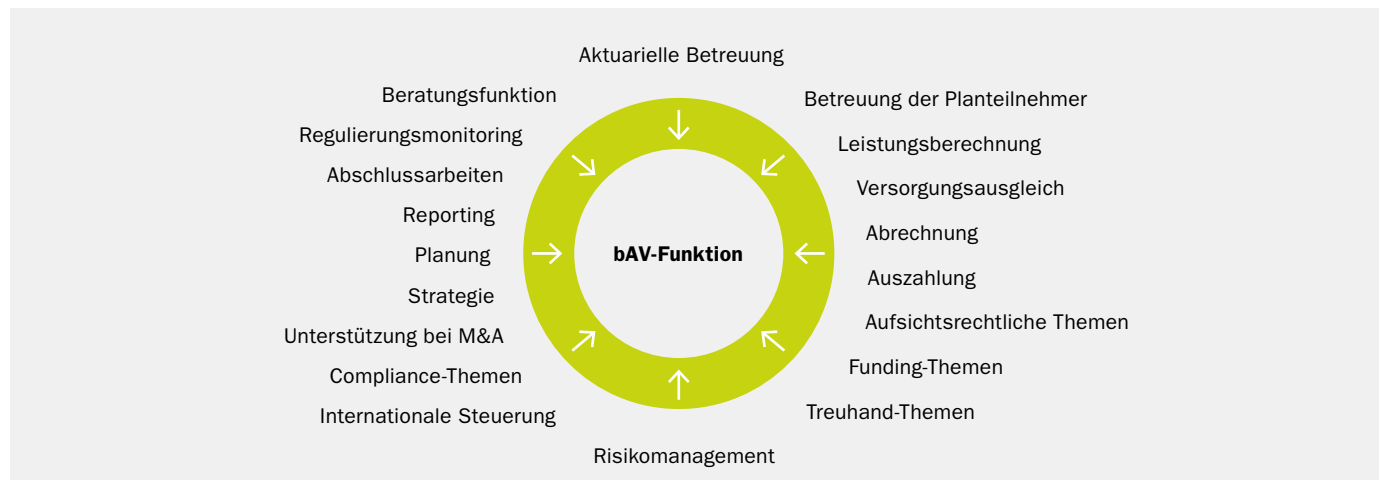 Aktuarielle Betreuung
Beratungsfunktion
Regulierungsmonitoring
Abschlussarbeiten
Reporting
Planung
Strategie
Unterstützung bei M&A
Compliance-Themen
Internationale Steuerung
bAV-Funktion
Betreuung der Planteilnehmer
Leistungsberechnung
Versorgungsausgleich
Abrechnung
Auszahlung
Aufsichtsrechtliche Themen
Funding-Themen
Treuhand-Themen
Risikomanagement